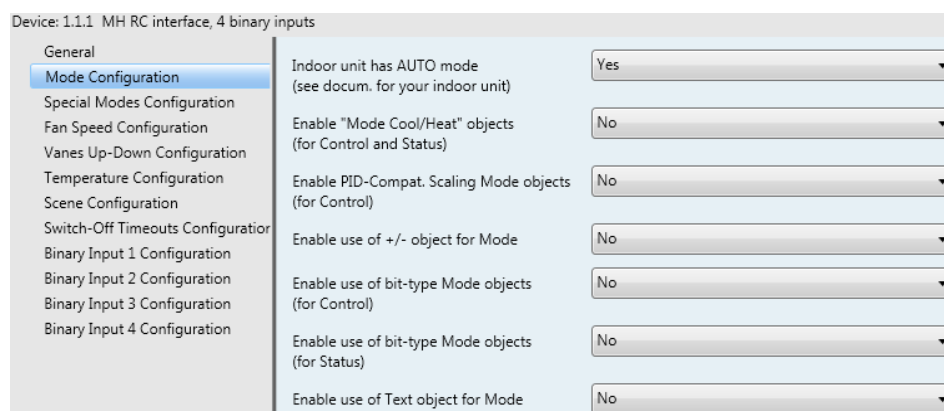 Device: 1.1.1 MH RC interface, 4 binary inputs
General
Mode Configuration
Special Modes Configuration
Fan Speed Configuration
Vanes Up-Down Configuration
Temperature Configuration
Scene Configuration
Switch-Off Timeouts Configuration
Binary Input 1 Configuration
Binary Input 2 Configuration
Binary Input 3 Configuration
Binary Input 4 Configuration
Indoor unit has AUTO mode
(see docum. for your indoor unit)
Yes
Enable "Mode Cool/Heat" objects
(for Control and Status)
No
Enable PID-Compat. Scaling Mode objects
(for Control)
No
Enable use of +/- object for Mode
No
Enable use of bit-type Mode objects
(for Control)
No
Enable use of bit-type Mode objects
(for Status)
No
Enable use of Text object for Mode
No